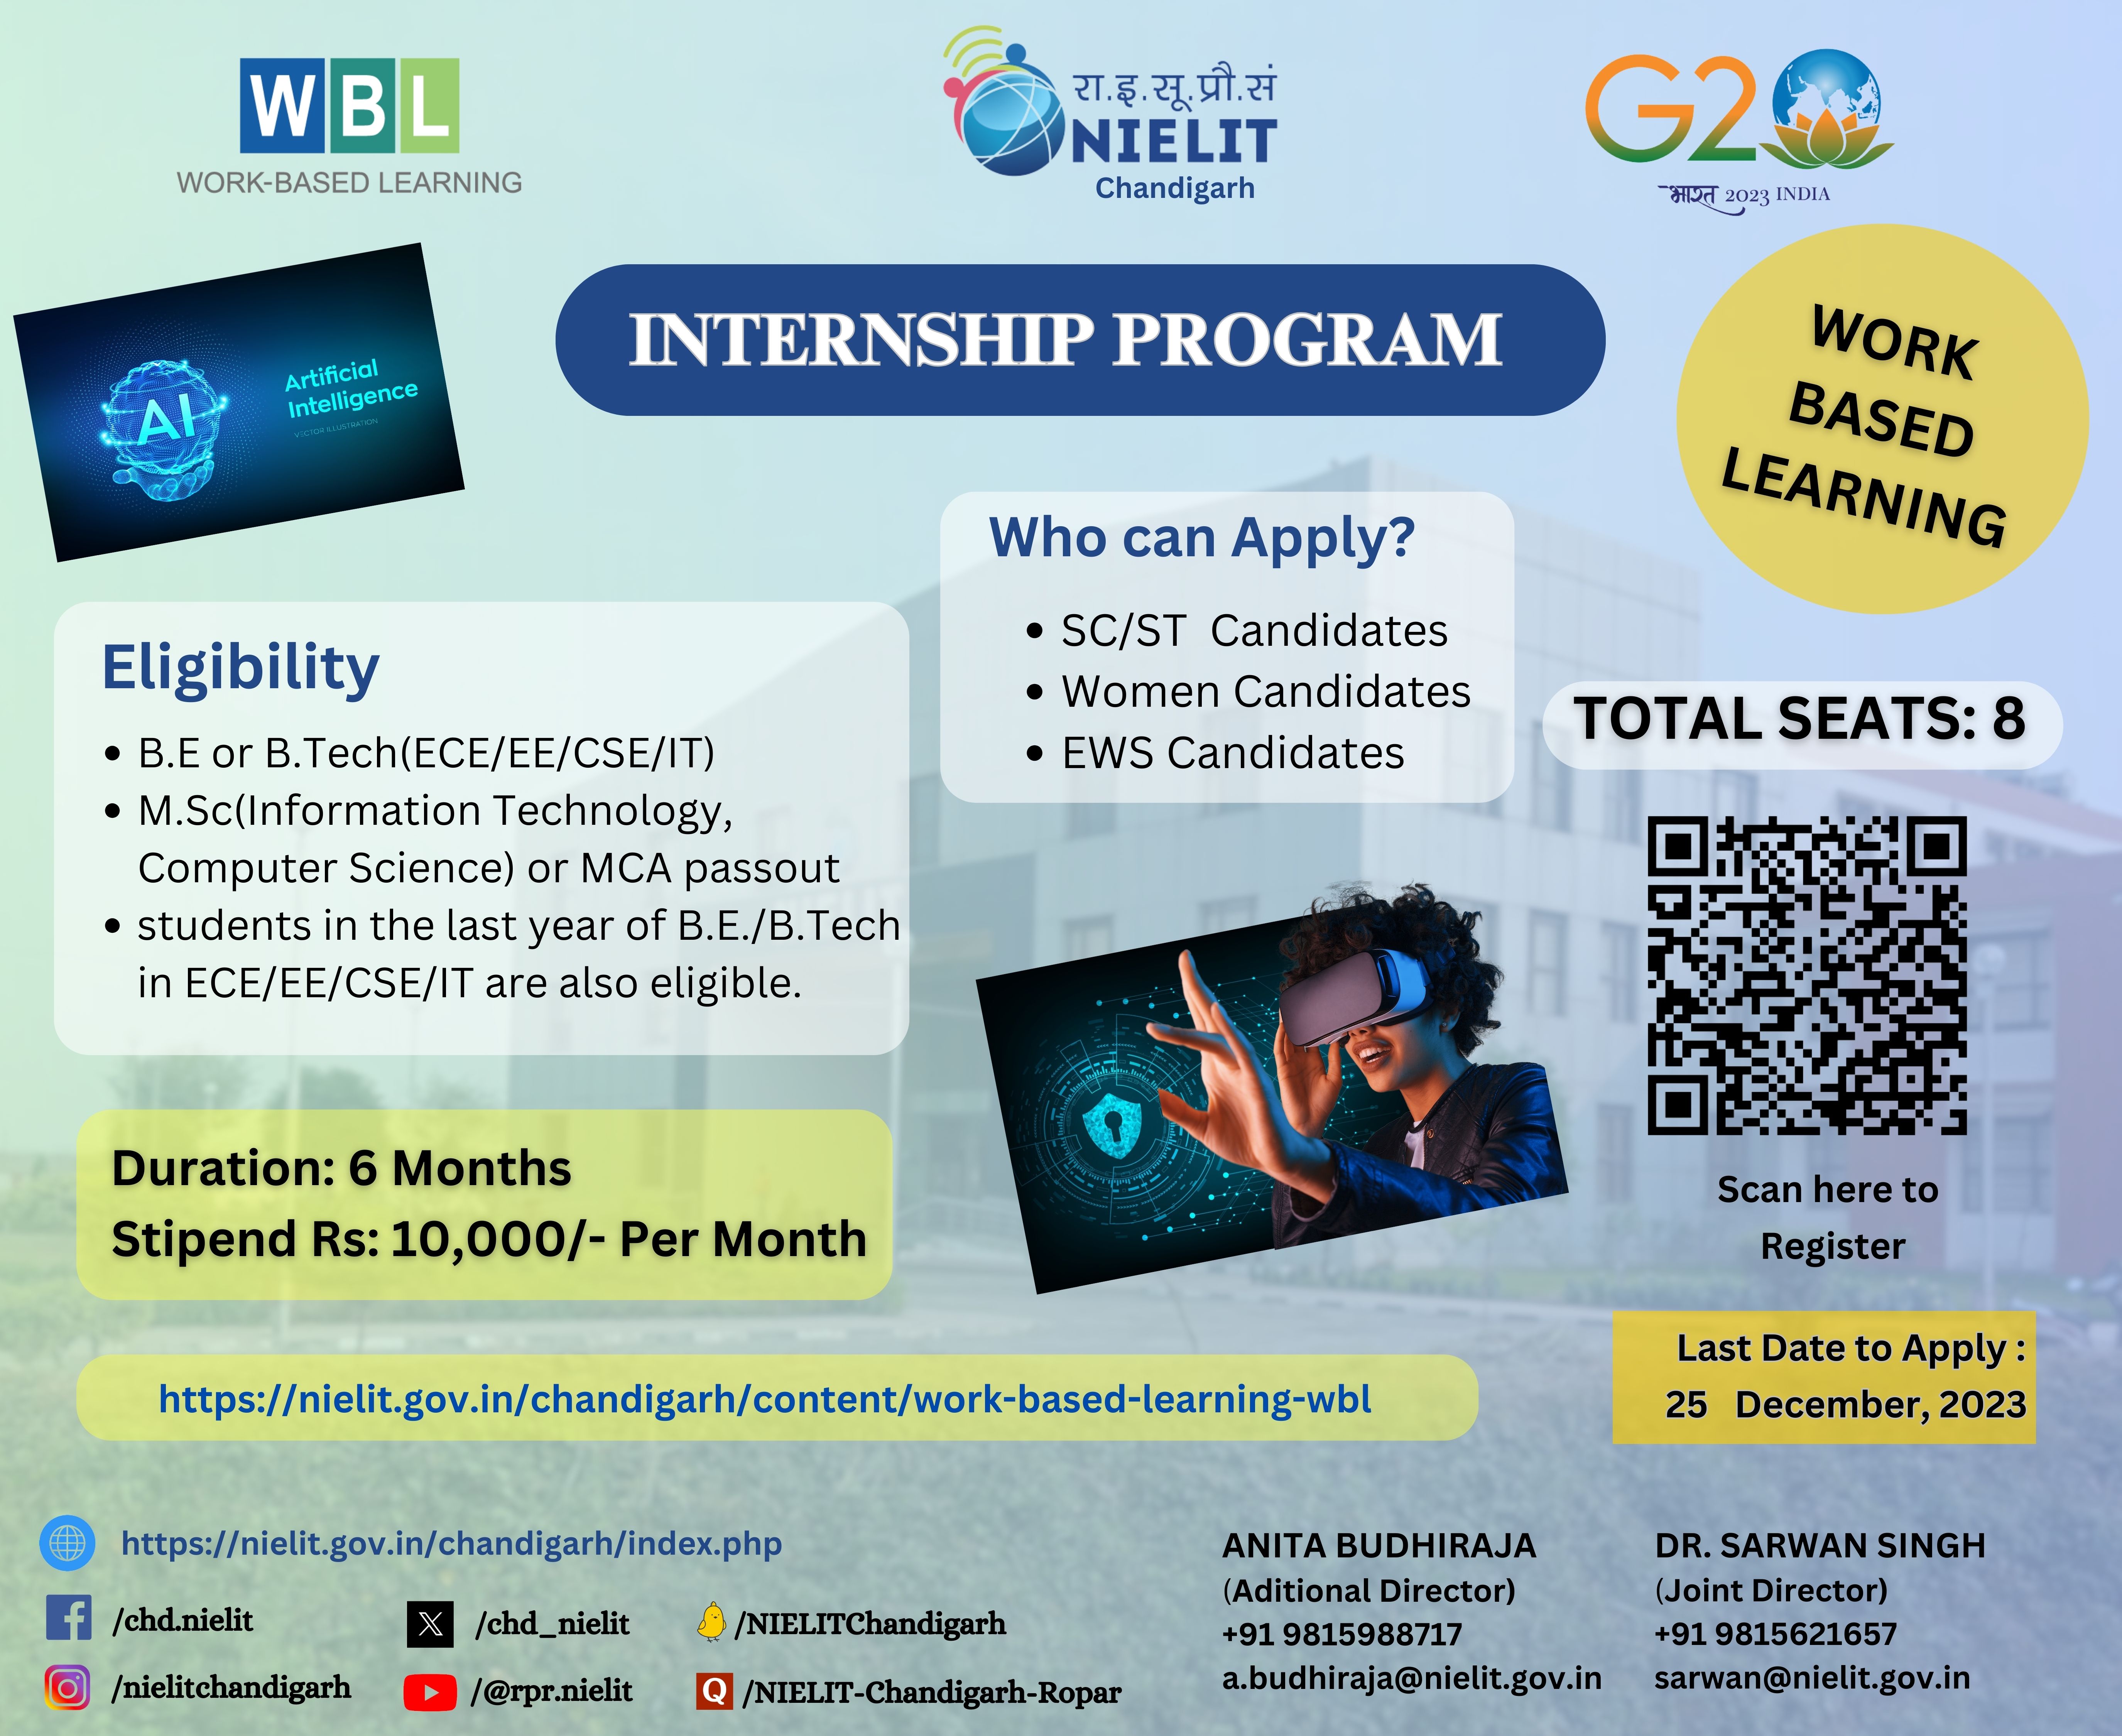 WBL
WORK-BASED LEARNING
रा.इ.सू.प्रौ.सं
NIELIT
Chandigarh
G20
भारत 2023 INDIA
Artificial
Intelligence
VECTOR ILLUSTRATION
AI
INTERNSHIP PROGRAM
WORK
BASED
LEARNING
Who can Apply?
• SC/ST Candidates
• Women Candidates
• EWS Candidates
Eligibility
• B.E or B.Tech(ECE/EE/CSE/IT)
• M.Sc(Information Technology,
Computer Science) or MCA passout
• students in the last year of B.E./B.Tech
in ECE/EE/CSE/IT are also eligible.
TOTAL SEATS: 8
Scan here to
Register
Duration: 6 Months
Stipend Rs: 10,000/- Per Month
Last Date to Apply :
25 December, 2023
https://nielit.gov.in/chandigarh/content/work-based-learning-wbl
https://nielit.gov.in/chandigarh/index.php
/chd.nielit
/chd_nielit
/NIELITChandigarh
/nielitchandigarh
/@rpr.nielit
Q /NIELIT-Chandigarh-Ropar
ANITA BUDHIRAJA
(Aditional Director)
+91 9815988717
a.budhiraja@nielit.gov.in
DR. SARWAN SINGH
(Joint Director)
+91 9815621657
sarwan@nielit.gov.in